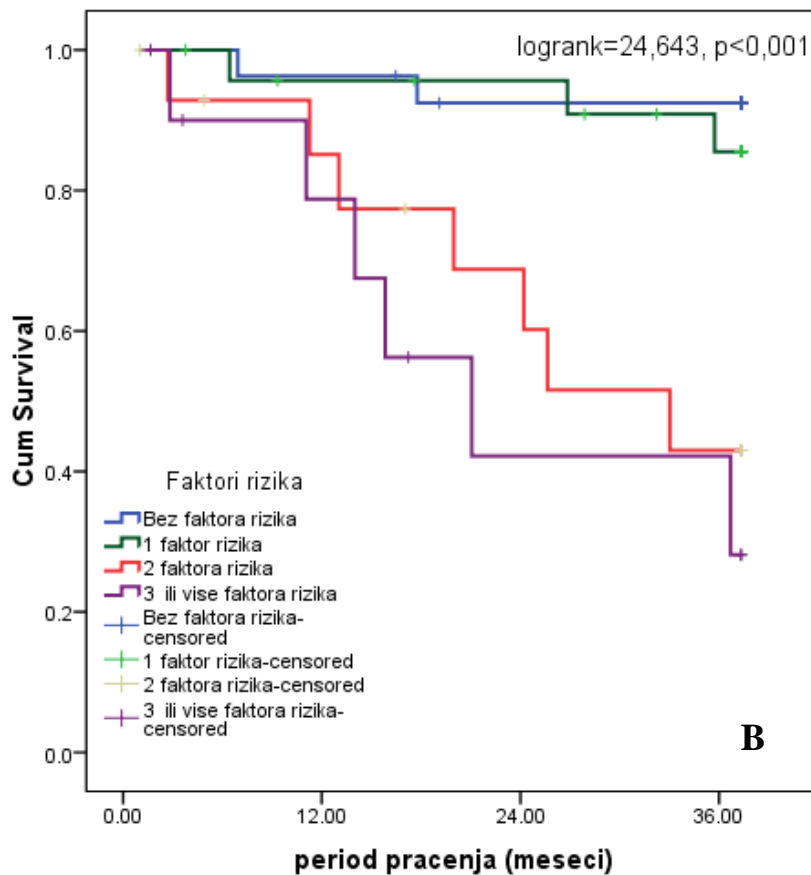 logrank=24,643, p<0,001
1.0
0.8
0.6
0.4
0.2
0.0
Cum Survival
Faktori rizika
Bez faktora rizika
1 faktor rizika
2 faktora rizika
3 ili vise faktora rizika
Bez faktora rizika-
censored
1 faktor rizika-censored
2 faktora rizika-censored
3 ili vise faktora rizika-
censored
B
0.00
12.00
24.00
36.00
period pracenja (meseci)